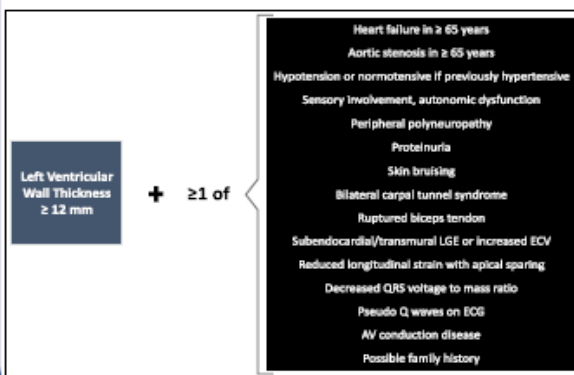 Left Ventricular
Wall Thickness
≥ 12 mm
+
≥1 of
Heart failure in ≥ 65 years
Aortic stenosis in ≥ 65 years
Hypotension or normotensive if previously hypertensive
Sensory involvement, autonomic dysfunction
Peripheral polyneuropathy
Proteinuria
Skin bruising
Bilateral carpal tunnel syndrome
Ruptured biceps tendon
Subendocardial/transmural LGE or increased ECV
Reduced longitudinal strain with apical sparing
Decreased QRS voltage to mass ratio
Pseudo Q waves on ECG
AV conduction disease
Possible family history